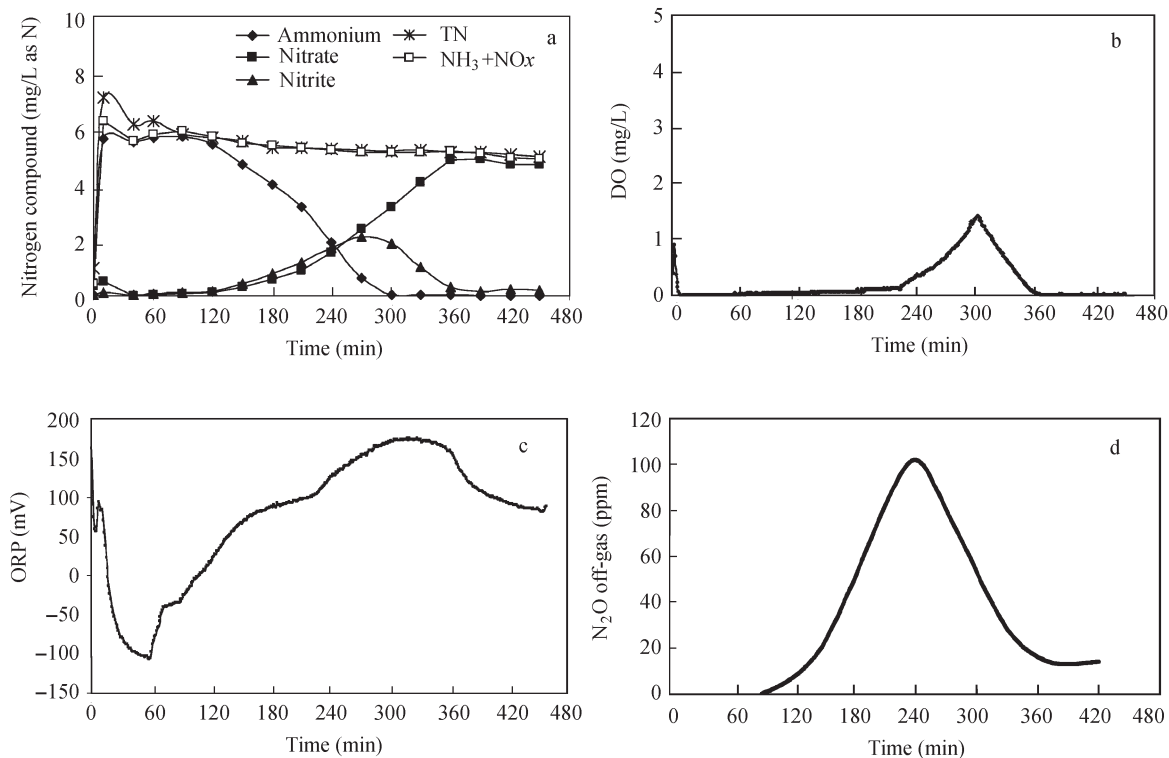 10
8
6
4
2
0
Nitrogen compound (mg/L as N)
Ammonium
Nitrate
Nitrite
TN
NH3+NOx
a
0 60 120 180 240 300 360 420 480
Time (min)
5
4
3
2
1
0
DO (mg/L)
b
0 60 120 180 240 300 360 420 480
Time (min)
200
150
100
50
0
−50
−100
−150
ORP (mV)
c
0 60 120 180 240 300 360 420 480
Time (min)
120
100
80
60
40
20
0
N2O off-gas (ppm)
d
0 60 120 180 240 300 360 420 480
Time (min)